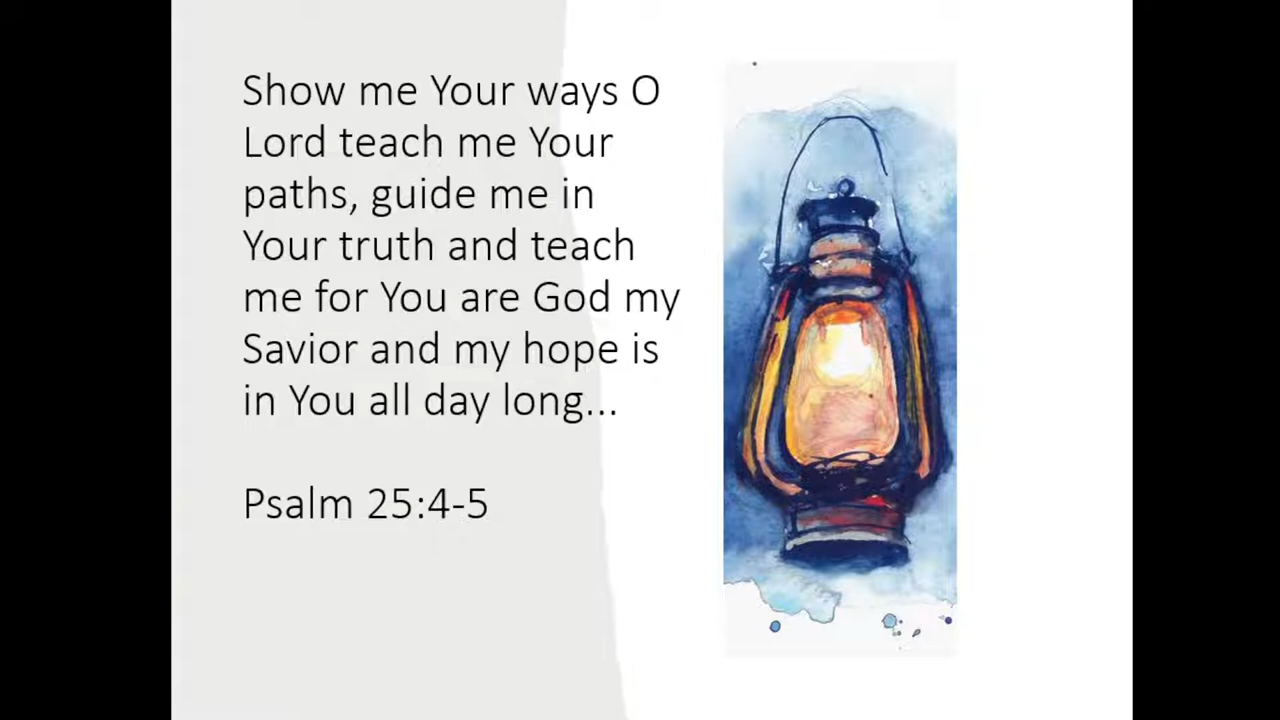 Show me Your ways O
Lord teach me Your
paths, guide me in
Your truth and teach
me for You are God my
Savior and my hope is
in You all day long...
Psalm 25:4-5